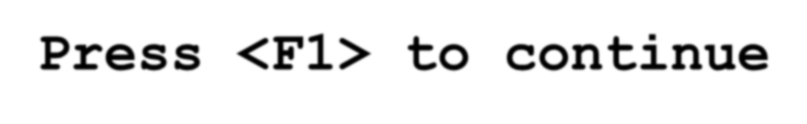 Press <F1> to continue